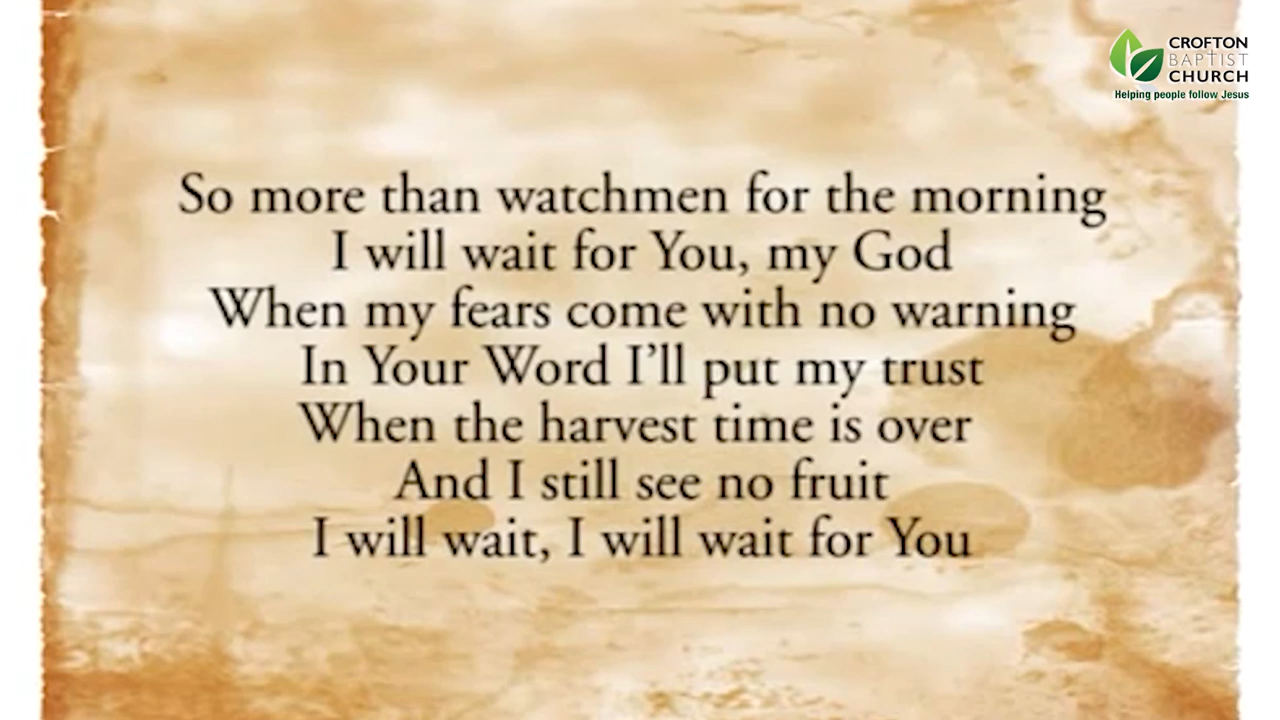 CROFTON
BAPTIST
CHURCH
Helping people follow Jesus
So more than watchmen for the morning
I will wait for You, my God
When my fears come with no warning
In Your Word I’ll put my trust
When the harvest time is over
And I still see no fruit
I will wait, I will wait for You